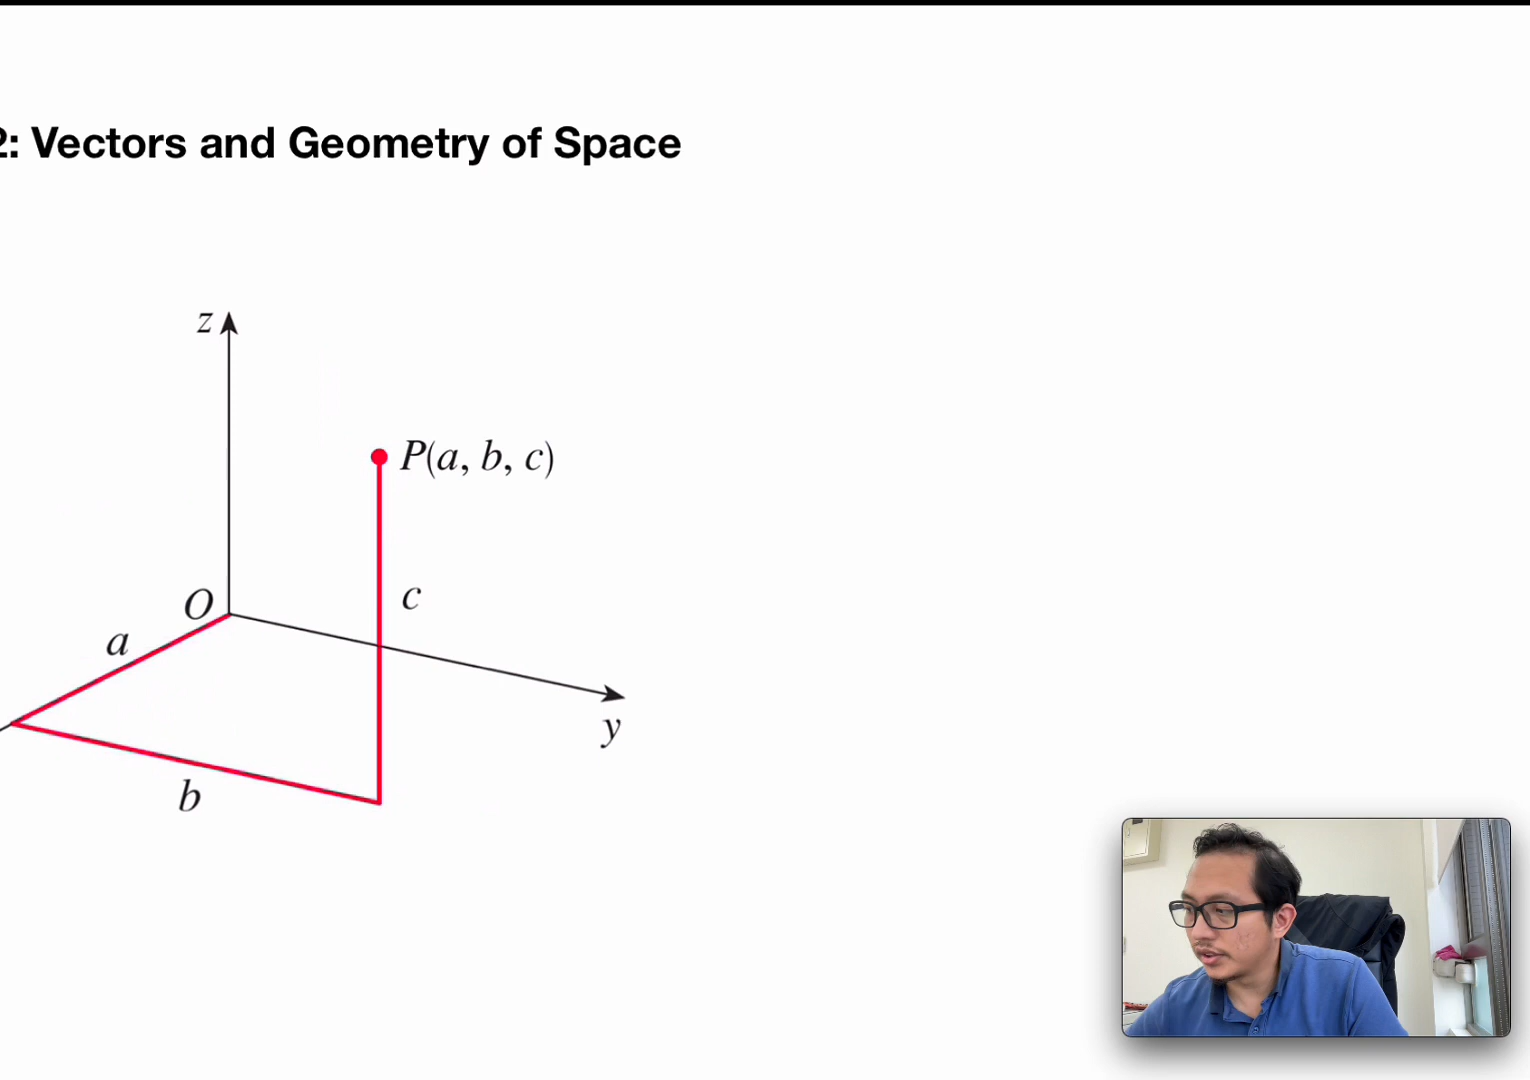 2: Vectors and Geometry of Space
z
P(a, b, c)
O
c
a
y
b